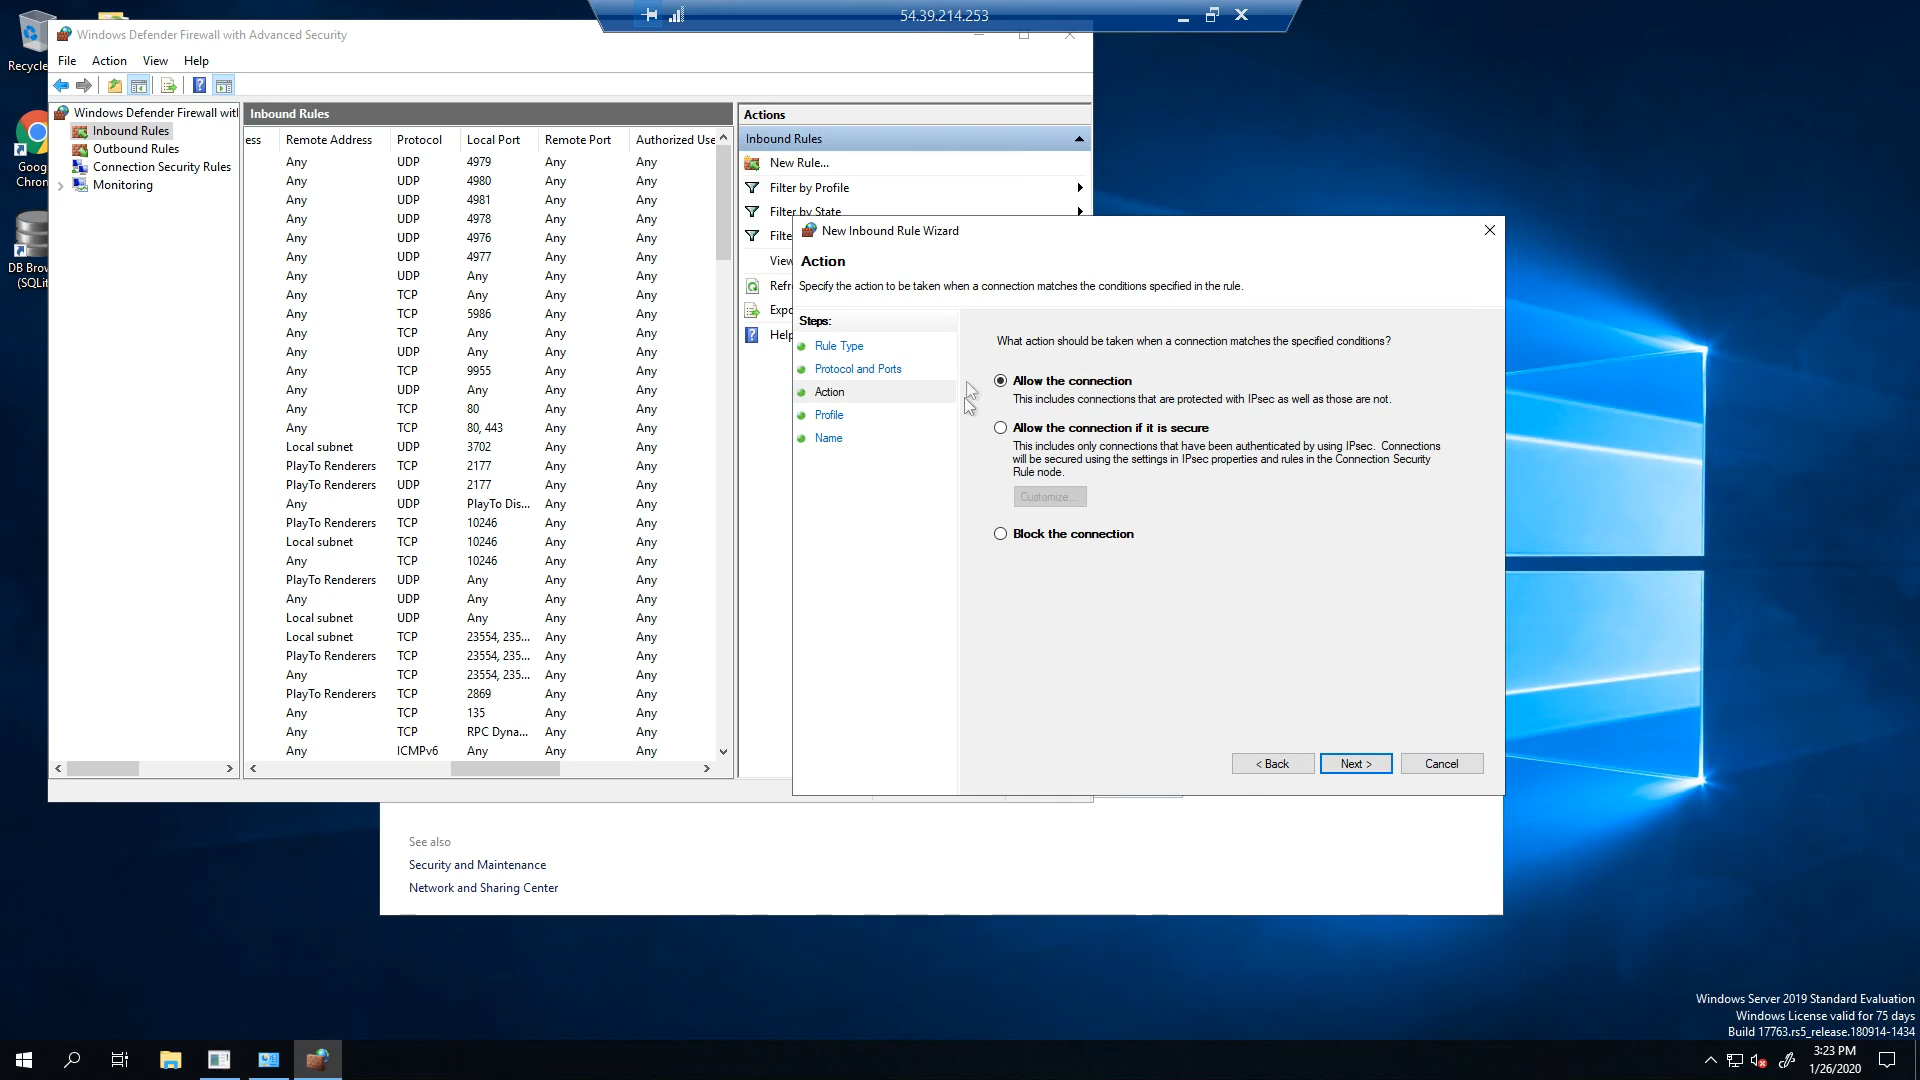 54.39.214.253
Recycle
Goog
Chron
DB Brow
(SQLit
Windows Defender Firewall with Advanced Security
File Action View Help
Windows Defender Firewall wit
Inbound Rules
Outbound Rules
Connection Security Rules
Monitoring
Inbound Rules
ess Remote Address Protocol Local Port Remote Port Authorized Use
Any UDP 4979 Any Any
Any UDP 4980 Any Any
Any UDP 4981 Any Any
Any UDP 4978 Any Any
Any UDP 4976 Any Any
Any UDP 4977 Any Any
Any UDP Any Any Any
Any TCP Any Any Any
Any TCP 5986 Any Any
Any TCP Any Any Any
Any UDP Any Any Any
Any TCP 9955 Any Any
Any UDP Any Any Any
Any TCP 80 Any Any
Any TCP 80, 443 Any Any
Local subnet UDP 3702 Any Any
PlayTo Renderers TCP 2177 Any Any
PlayTo Renderers UDP 2177 Any Any
Any UDP PlayTo Dis... Any Any
PlayTo Renderers TCP 10246 Any Any
Local subnet TCP 10246 Any Any
Any TCP 10246 Any Any
PlayTo Renderers UDP Any Any Any
Any UDP Any Any Any
Local subnet UDP Any Any Any
Local subnet TCP 23554, 235... Any Any
PlayTo Renderers TCP 23554, 235... Any Any
Any TCP 23554, 235... Any Any
PlayTo Renderers TCP 2869 Any Any
Any TCP 135 Any Any
Any TCP RPC Dyna... Any Any
Any ICMPv6 Any Any Any
Actions
Inbound Rules
New Rule...
Filter by Profile
Filter by State
Filte
View
Refr
Expo
Help
New Inbound Rule Wizard
Action
Specify the action to be taken when a connection matches the conditions specified in the rule.
Steps:
Rule Type
Protocol and Ports
Action
Profile
Name
What action should be taken when a connection matches the specified conditions?
Allow the connection
This includes connections that are protected with IPsec as well as those are not.
Allow the connection if it is secure
This includes only connections that have been authenticated by using IPsec. Connections
will be secured using the settings in IPsec properties and rules in the Connection Security
Rule node.
Customize...
Block the connection
< Back Next > Cancel
See also
Security and Maintenance
Network and Sharing Center
Windows Server 2019 Standard Evaluation
Windows License valid for 75 days
Build 17763.rs5_release.180914-1434
3:23 PM
1/26/2020